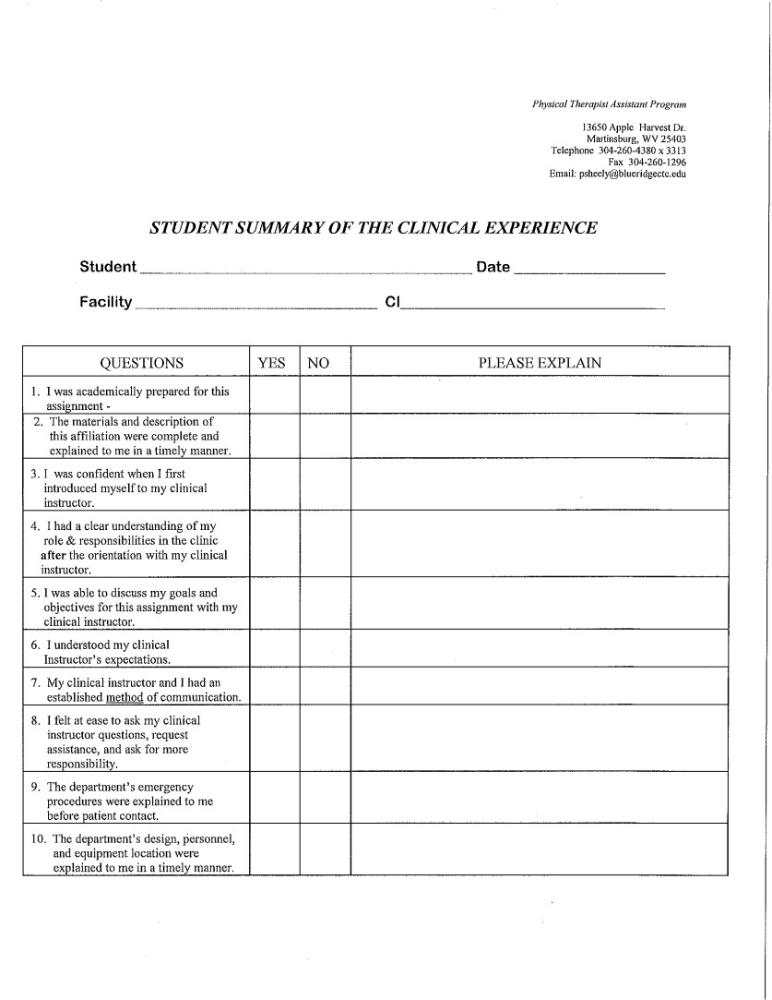 Physical Therapist Assistant Program
13650 Apple Harvest Dr.
Martinsburg, WV 25403
Telephone 304-260-4380 x 3313
Fax 304-260-1296
Email: psheely@blueridgectc.edu
STUDENT SUMMARY OF THE CLINICAL EXPERIENCE
Student Date
Facility CI
QUESTIONS YES NO PLEASE EXPLAIN
1. I was academically prepared for this
assignment -
2. The materials and description of
this affiliation were complete and
explained to me in a timely manner.
3. I was confident when I first
introduced myself to my clinical
instructor.
4. I had a clear understanding of my
role & responsibilities in the clinic
after the orientation with my clinical
instructor.
5. I was able to discuss my goals and
objectives for this assignment with my
clinical instructor.
6. I understood my clinical
Instructor's expectations.
7. My clinical instructor and I had an
established method of communication.
8. I felt at ease to ask my clinical
instructor questions, request
assistance, and ask for more
responsibility.
9. The department's emergency
procedures were explained to me
before patient contact.
10. The department's design, personnel,
and equipment location were
explained to me in a timely manner.